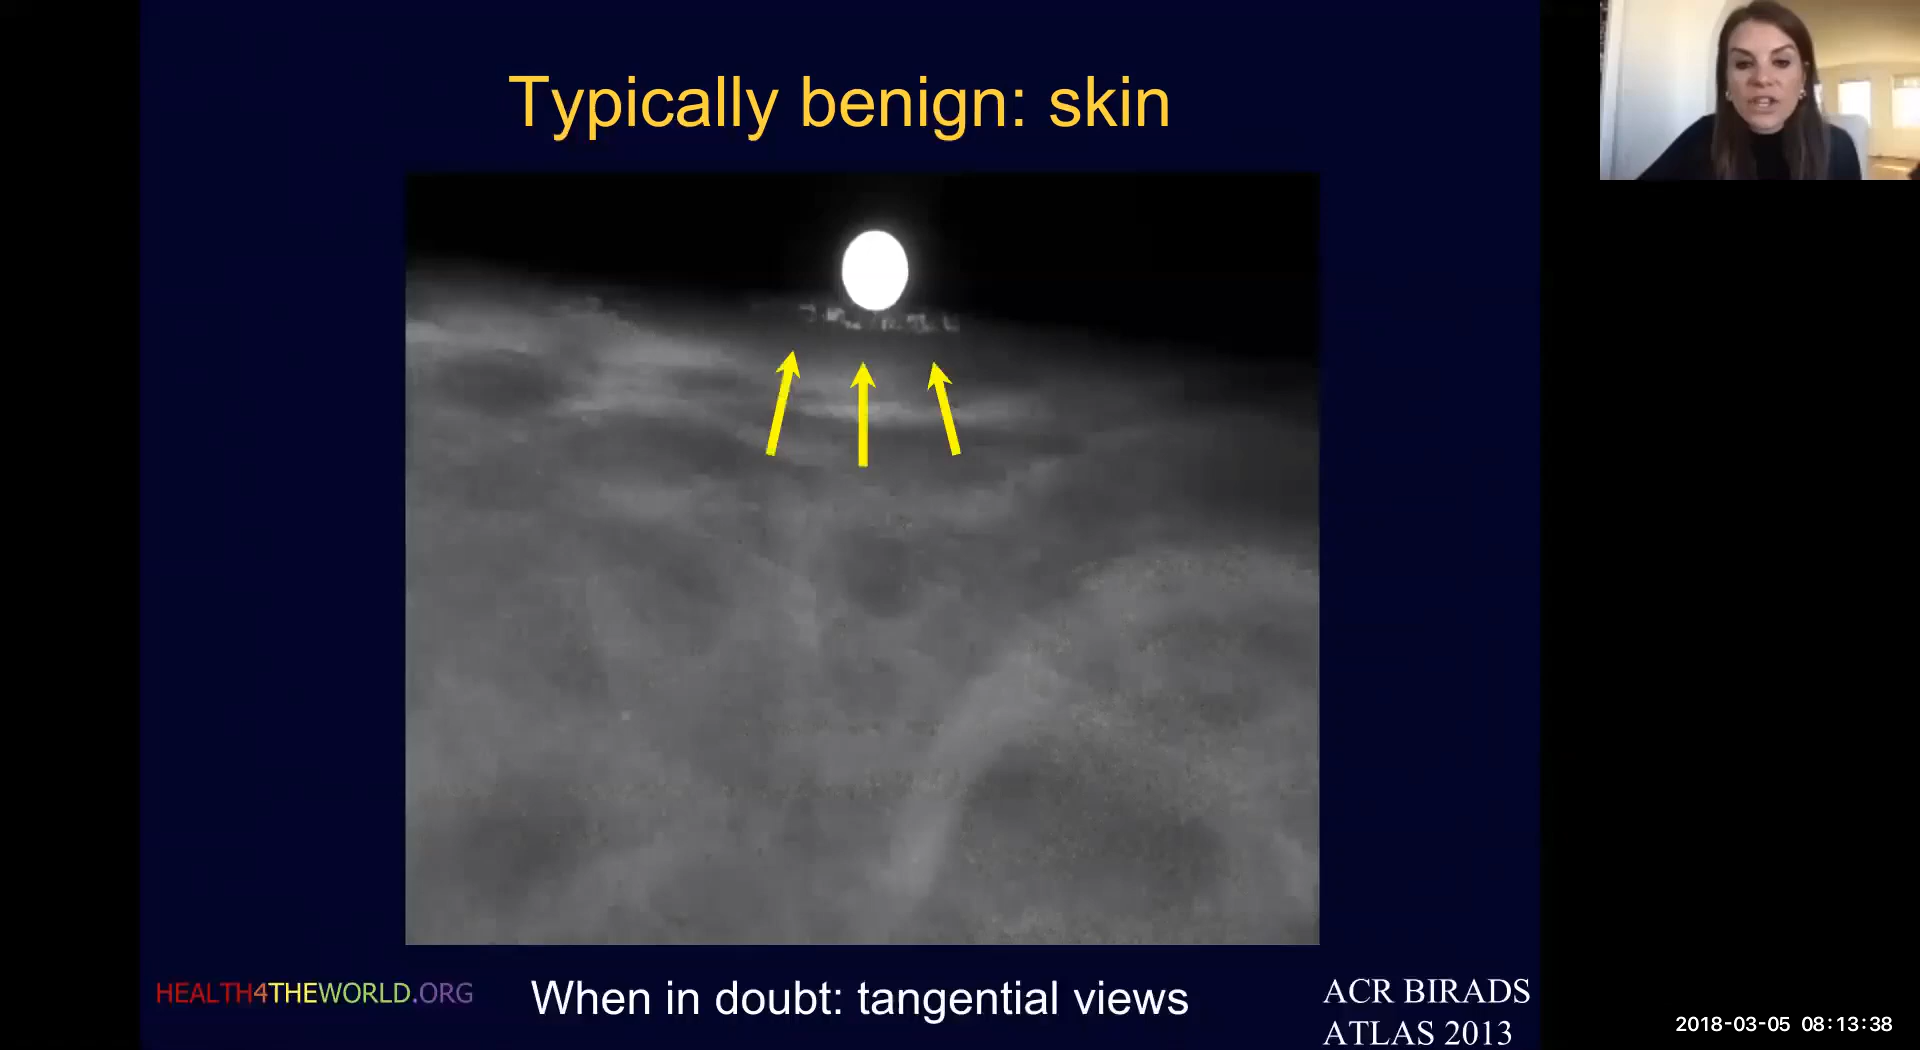 Typically benign: skin
HEALTH4THEWORLD.ORG
When in doubt: tangential views
ACR BIRADS
ATLAS 2013
2018-03-05 08:13:38